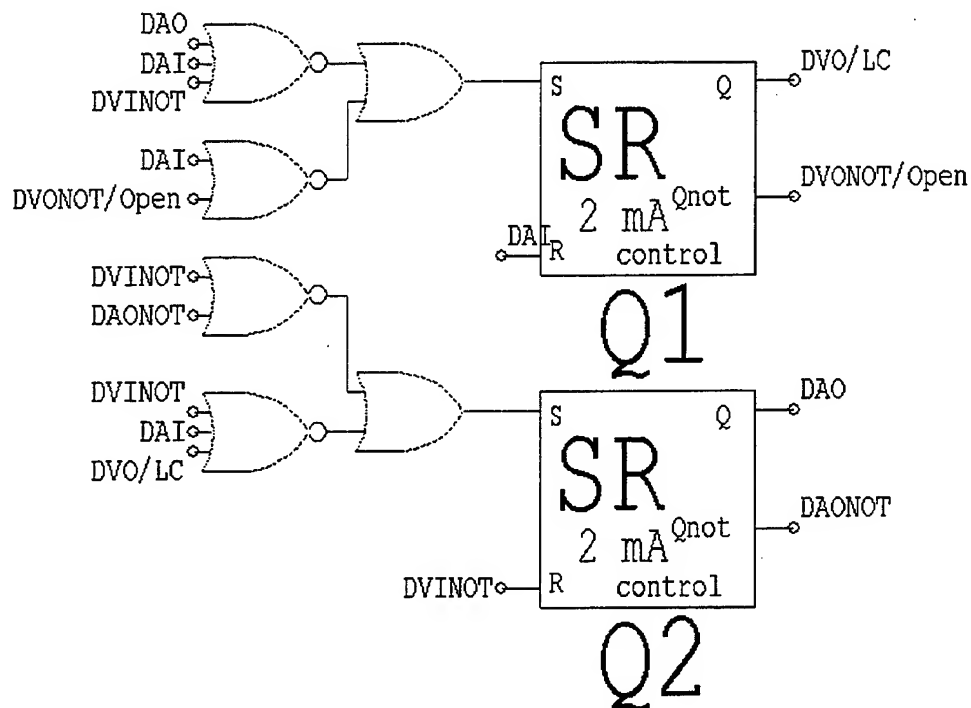 DAO
DAI
DVINOT
DAI
DVONOT/Open
S
Q
SR
2 mA
Qnot
DAI
R
control
Q1
DVO/LC
DVONOT/Open
DVINOT
DAONOT
DVINOT
DAI
DVO/LC
S
Q
SR
2 mA
Qnot
DVINOT
R
control
Q2
DAO
DAONOT